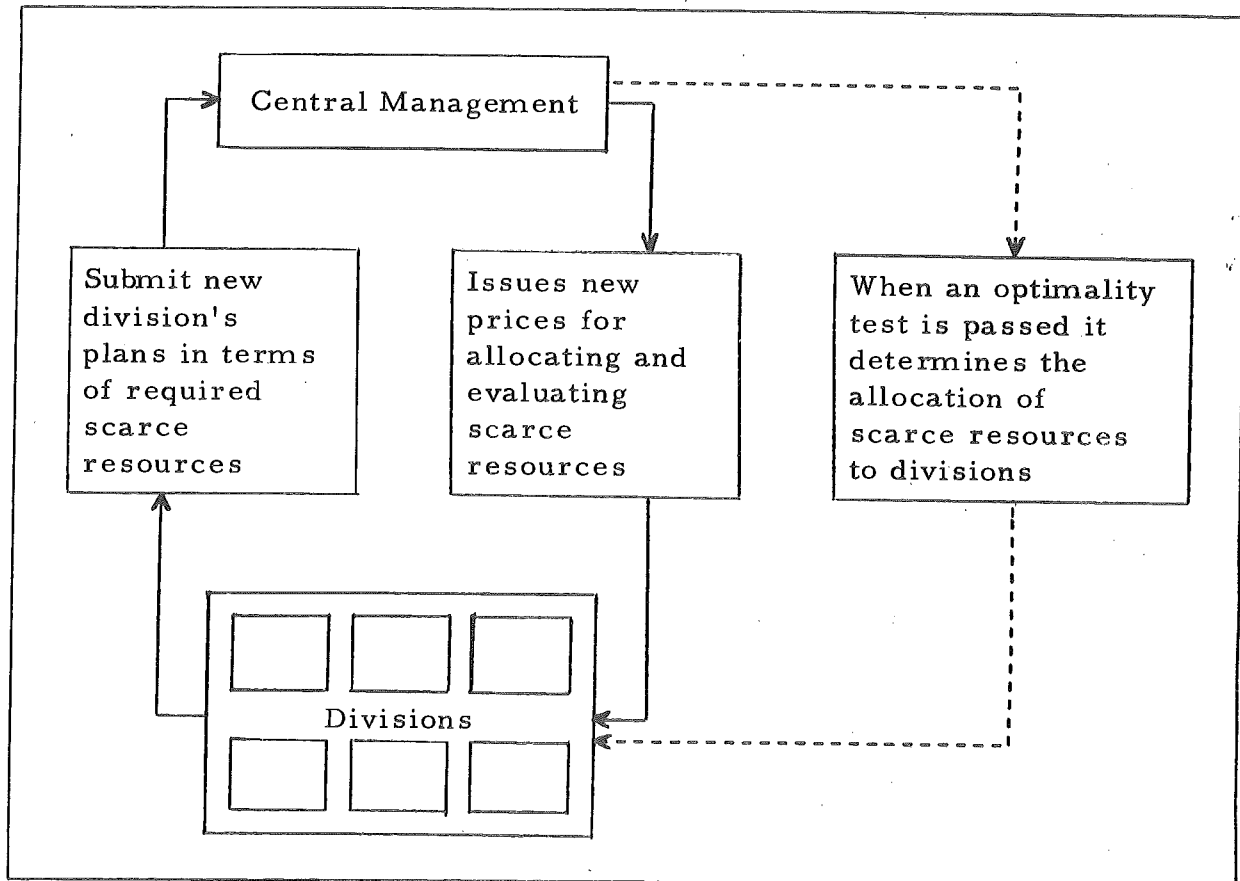 Central Management
Submit new
division's
plans in terms
of required
scarce
resources
Issues new
prices for
allocating and
evaluating
scarce
resources
When an optimality
test is passed it
determines the
allocation of
scarce resources
to divisions
Divisions